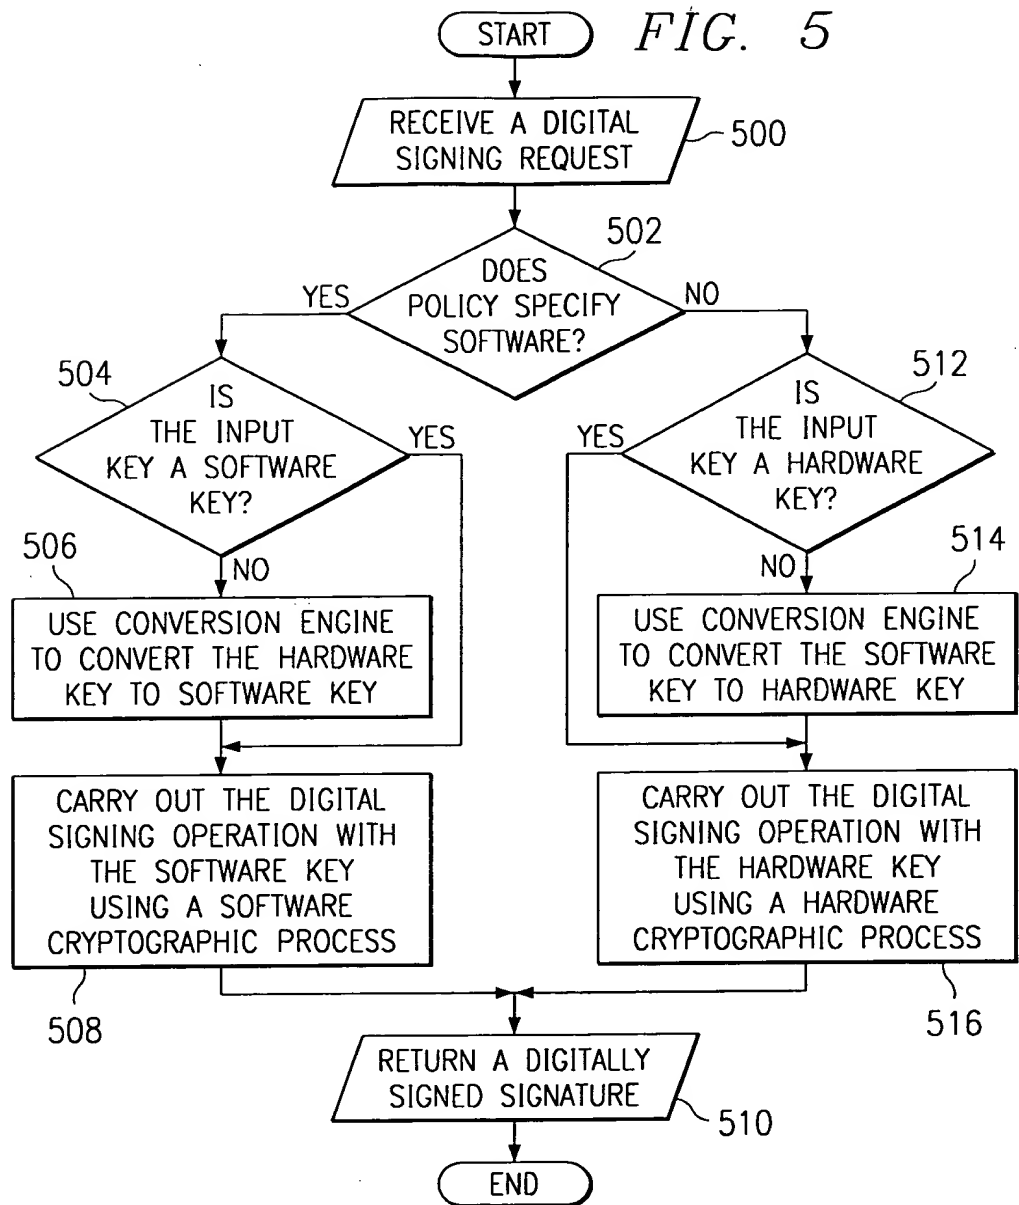 START
FIG. 5
RECEIVE A DIGITAL
SIGNING REQUEST
500
502
DOES
POLICY SPECIFY
SOFTWARE?
YES
NO
504
IS
THE INPUT
KEY A SOFTWARE
KEY?
YES
NO
512
IS
THE INPUT
KEY A HARDWARE
KEY?
YES
NO
506
USE CONVERSION ENGINE
TO CONVERT THE HARDWARE
KEY TO SOFTWARE KEY
514
USE CONVERSION ENGINE
TO CONVERT THE SOFTWARE
KEY TO HARDWARE KEY
CARRY OUT THE DIGITAL
SIGNING OPERATION WITH
THE SOFTWARE KEY
USING A SOFTWARE
CRYPTOGRAPHIC PROCESS
508
CARRY OUT THE DIGITAL
SIGNING OPERATION WITH
THE HARDWARE KEY
USING A HARDWARE
CRYPTOGRAPHIC PROCESS
516
RETURN A DIGITALLY
SIGNED SIGNATURE
510
END